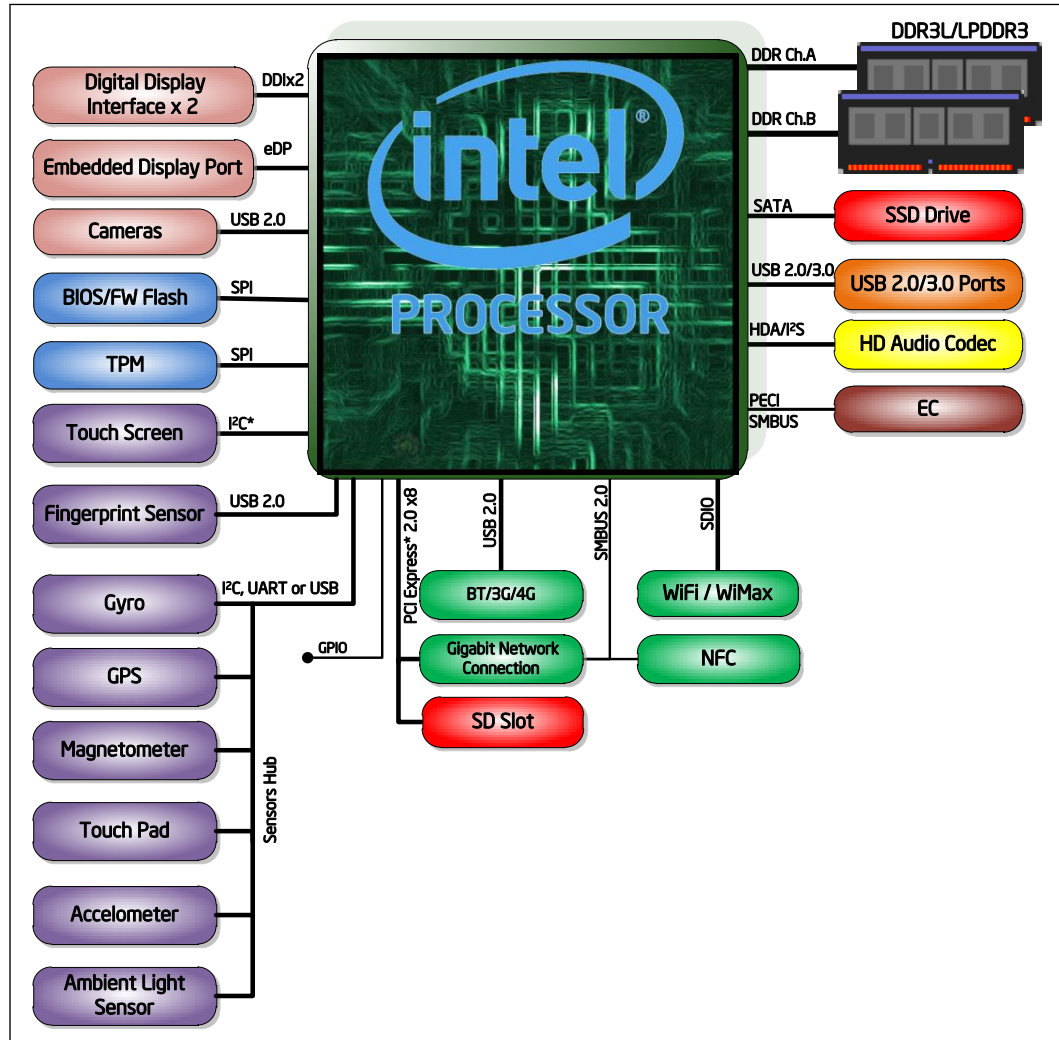 DDR3L/LPDDR3
DDR Ch.A
DDR Ch.B
Digital Display
Interface x 2
DDIx2
Embedded Display Port
eDP
Cameras
USB 2.0
BIOS/FW Flash
SPI
TPM
SPI
Touch Screen
I²C*
Fingerprint Sensor
USB 2.0
intel®
PROCESSOR
SATA
SSD Drive
USB 2.0/3.0
USB 2.0/3.0 Ports
HDA/I²S
HD Audio Codec
PECI
SMBUS
EC
Gyro
I²C, UART or USB
GPS
Magnetometer
Touch Pad
Accelometer
Ambient Light
Sensor
Sensors Hub
GPIO
PCI Express* 2.0 x8
USB 2.0
SMBUS 2.0
SDIO
BT/3G/4G
WiFi / WiMax
Gigabit Network
Connection
NFC
SD Slot